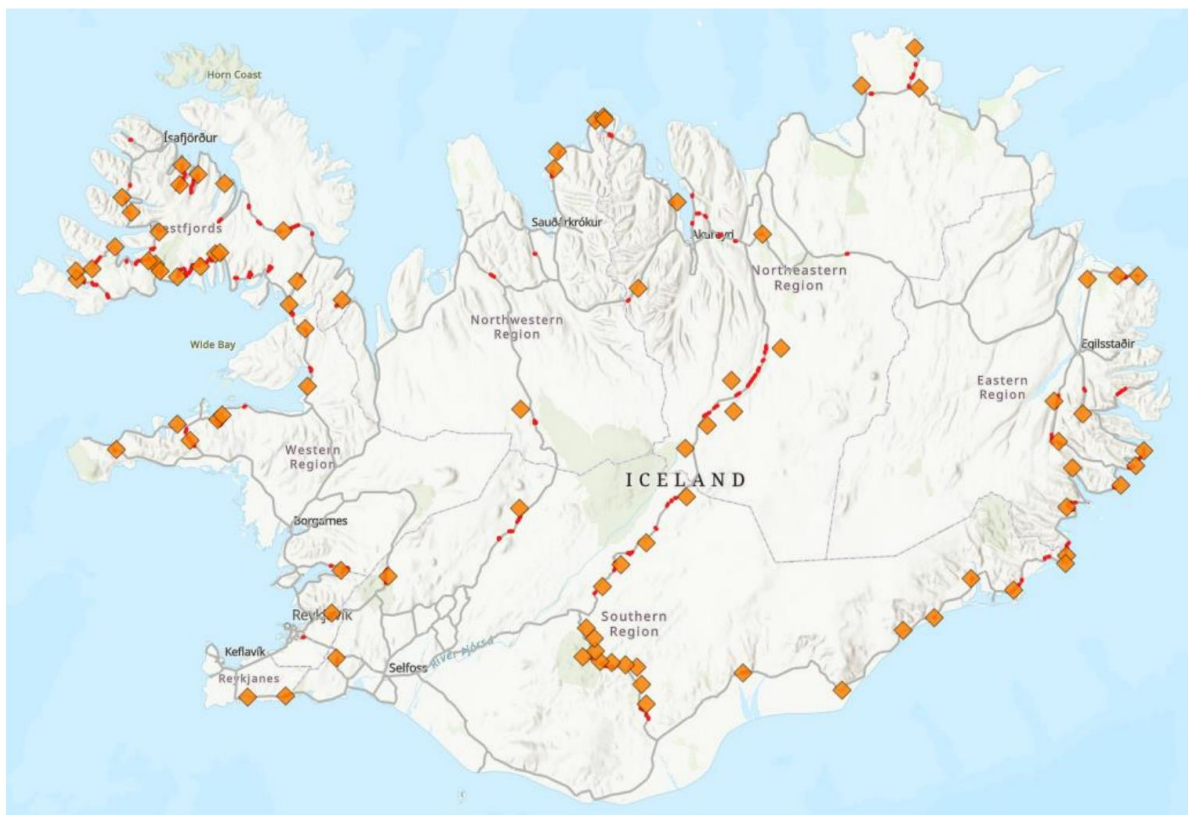 Horn Coast
Ísafjörður
Westfjords
Sauðárkrókur
Akureyri
Northeastern
Region
Northwestern
Region
Wide Bay
Egilsstaðir
Eastern
Region
Western
Region
ICELAND
Borgarnes
Reykjavík
Southern
Region
Keflavík
Selfoss
River Þjórsá
Reykjanes